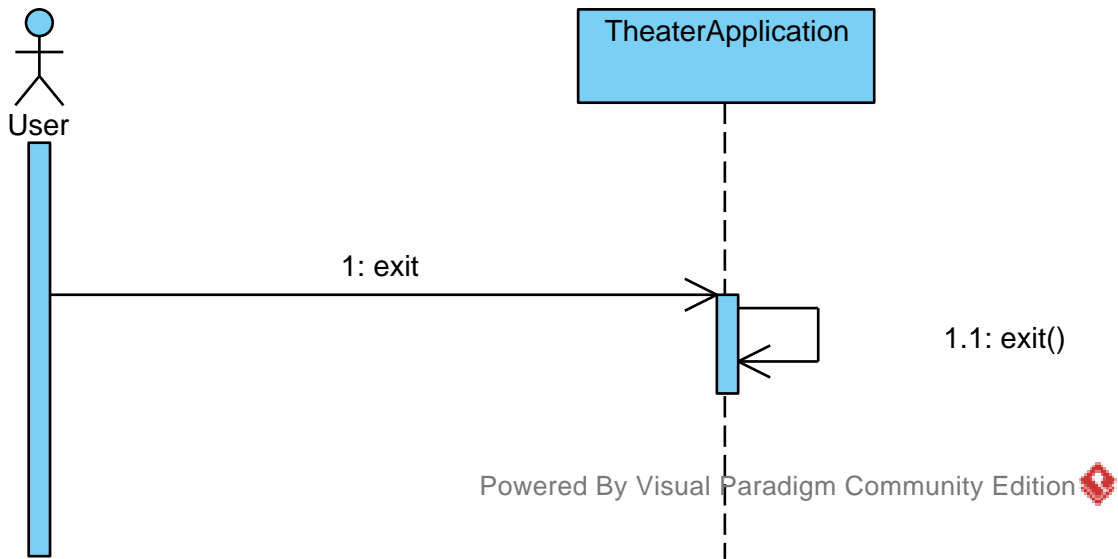 TheaterApplication
User
1: exit
1.1: exit()
Powered By Visual Paradigm Community Edition